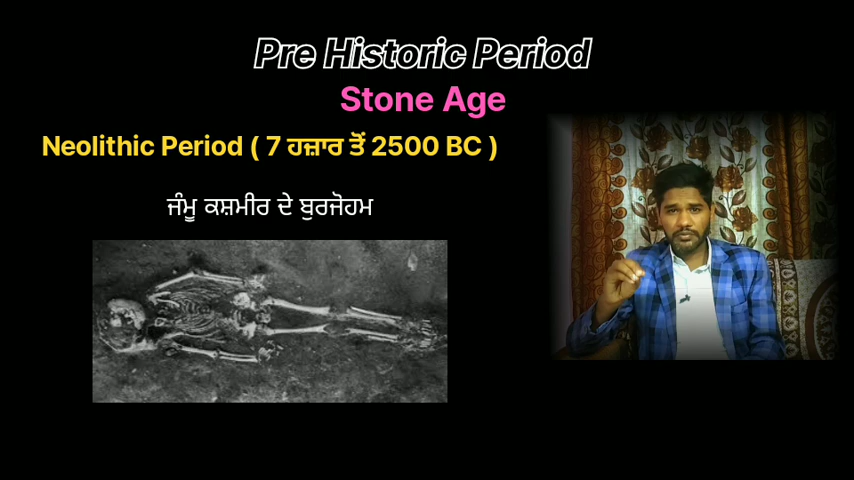 Pre Historic Period
Stone Age
Neolithic Period ( 7 ਹਜ਼ਾਰ ਤੋਂ 2500 BC )
ਜੰਮੂ ਕਸ਼ਮੀਰ ਦੇ ਬੁਰਜੋਹਮ